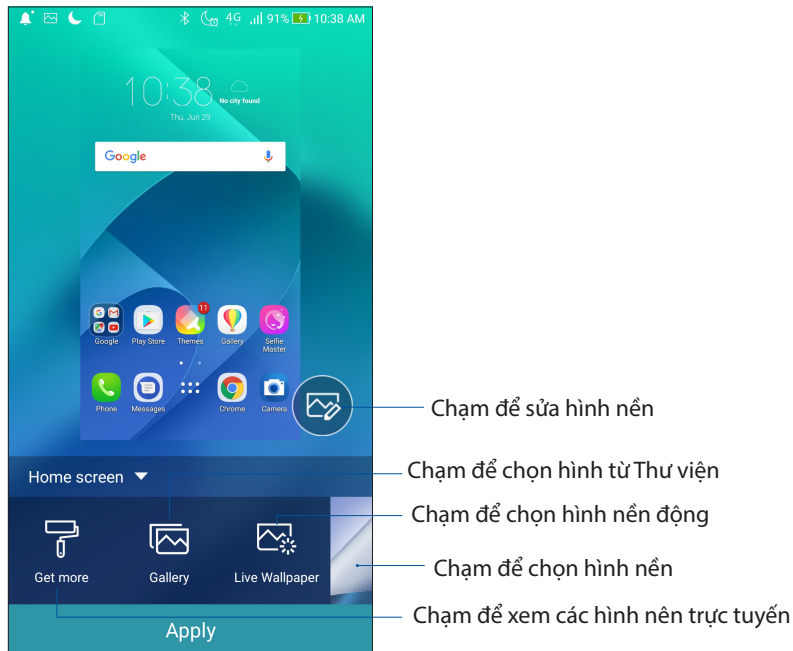 4G 91% 10:38 AM
10:38
No city found
Thu, Jun 29
Google
11
Google Play Store Themes Gallery Selfie Master
Phone Messages Chrome Camera
Chạm để sửa hình nền
Home screen
Chạm để chọn hình từ Thư viện
Chạm để chọn hình nền động
Chạm để chọn hình nền
Get more Gallery Live Wallpaper
Chạm để xem các hình nên trực tuyến
Apply